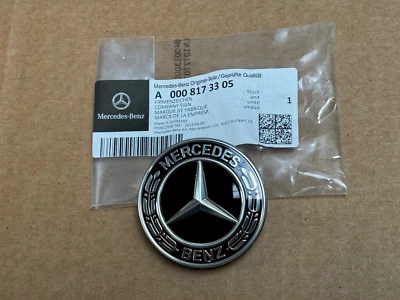 Mercedes-Benz Original-Teile / Geprüfte Qualität
A 000 817 33 05
FIRMENZEICHEN
COMPANY SIGN
MARQUE DE FABRIQUE
MARCA DE LA EMPRESA
Stück
unit
unité
unidad
1
Mercedes-Benz
MERCEDES
BENZ